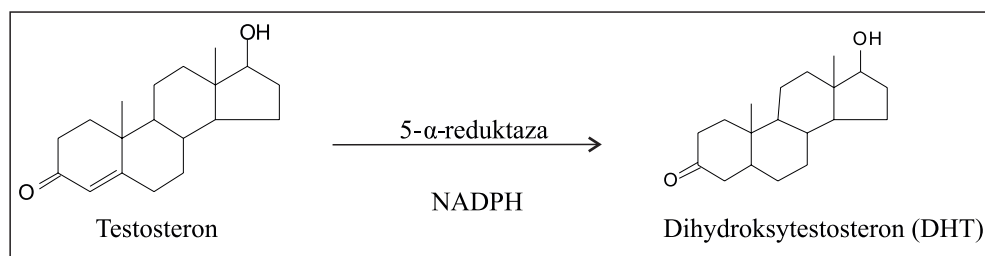 OH
O
Testosteron
5-α-reduktaza
NADPH
OH
O
Dihydroksytestosteron (DHT)